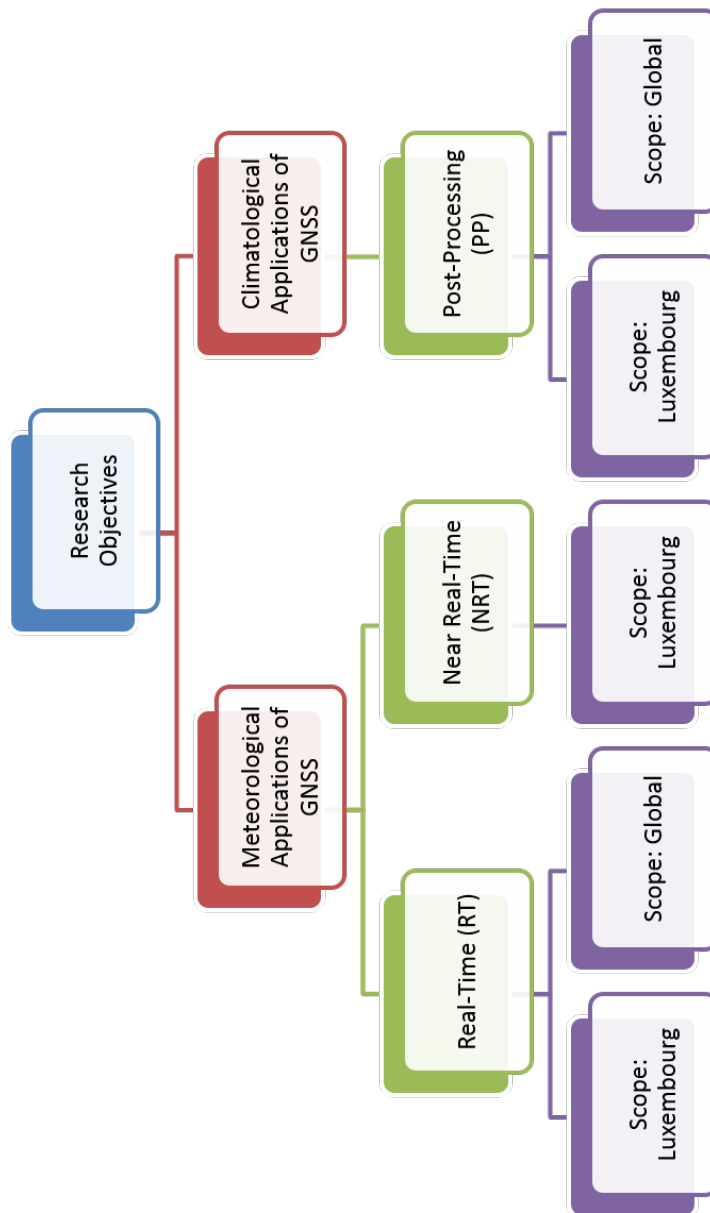 Research
Objectives
Meteorological
Applications of
GNSS
Climatological
Applications of
GNSS
Real-Time (RT)
Near Real-Time
(NRT)
Post-Processing
(PP)
Scope:
Luxembourg
Scope: Global
Scope:
Luxembourg
Scope:
Luxembourg
Scope: Global